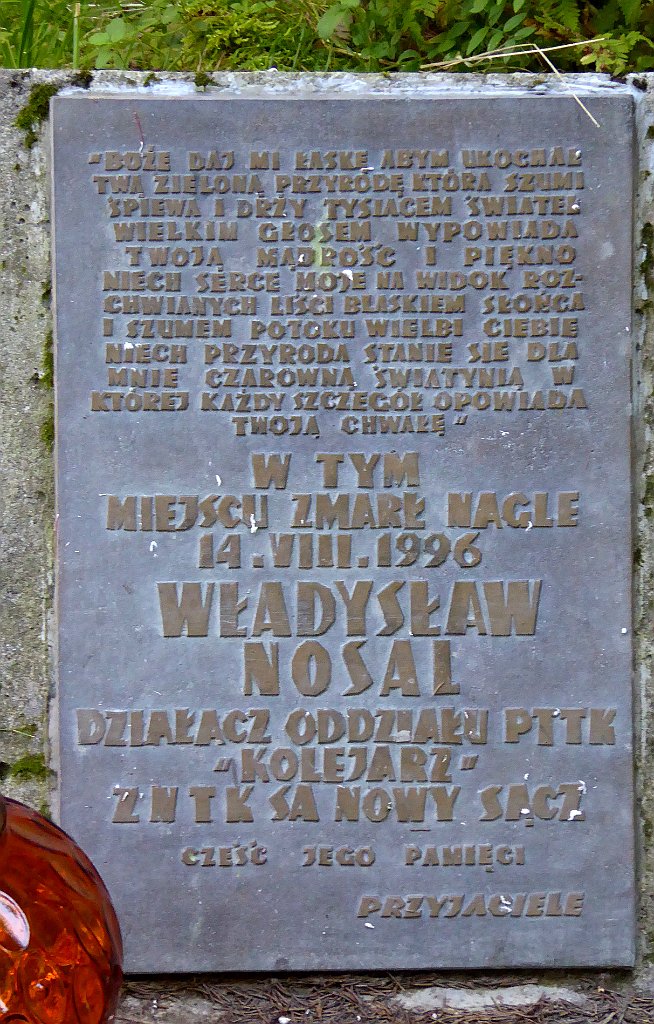 "BOŻE DAJ MI ŁASKĘ ABYM UKOCHAŁ
TWĄ ZIELONĄ PRZYRODĘ KTÓRA SZUMI
ŚPIEWA I DRŻY TYSIĄCEM ŚWIATEŁ
WIELKIM GŁOSEM WYPOWIADA
TWOJĄ MĄDROŚĆ I PIĘKNO
NIECH SERCE MOJE NA WIDOK ROZ-
CHWIANYCH LIŚCI BLASKIEM SŁOŃCA
I SZUMEM POTOKU WIELBI CIEBIE
NIECH PRZYRODA STANIE SIĘ DLA
MNIE CZAROWNĄ ŚWIĄTYNIĄ W
KTÓREJ KAŻDY SZCZEGÓŁ OPOWIADA
TWOJĄ CHWAŁĘ"
W TYM
MIEJSCU ZMARŁ NAGLE
14.VIII.1996
WŁADYSŁAW
NOSAL
DZIAŁACZ ODDZIAŁU PTTK
"KOLEJARZ"
ŻNTK SA NOWY SĄCZ
CZEŚĆ JEGO PAMIĘCI
PRZYJACIELE